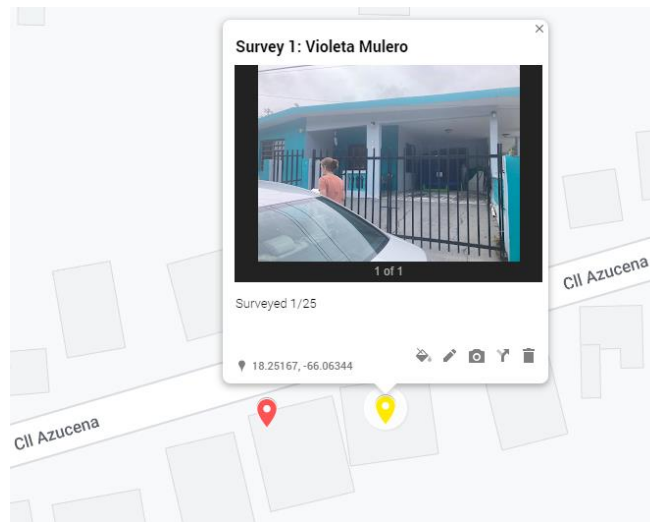 Survey 1: Violeta Mulero
1 of 1
Surveyed 1/25
18.25167, -66.06344
Cll Azucena
Cll Azucena